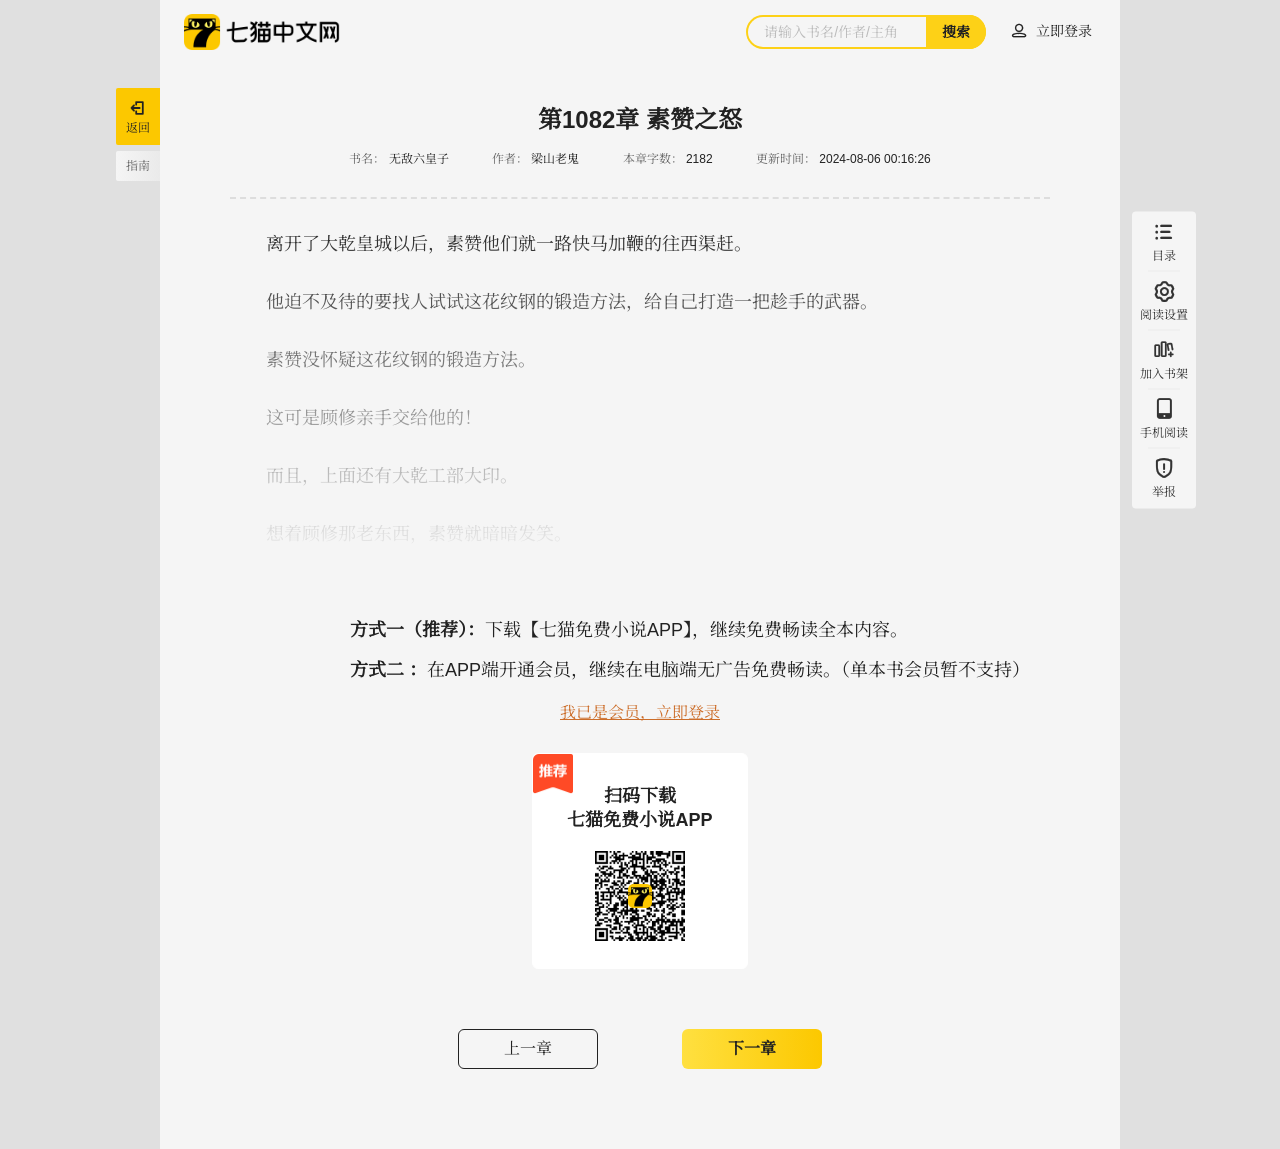 七猫中文网
请输入书名/作者/主角
搜索
立即登录
返回
指南
第1082章 素赞之怒
书名： 无敌六皇子 作者： 梁山老鬼 本章字数： 2182 更新时间： 2024-08-06 00:16:26
离开了大乾皇城以后，素赞他们就一路快马加鞭的往西渠赶。
他迫不及待的要找人试试这花纹钢的锻造方法，给自己打造一把趁手的武器。
素赞没怀疑这花纹钢的锻造方法。
这可是顾修亲手交给他的！
而且，上面还有大乾工部大印。
想着顾修那老东西，素赞就暗暗发笑。
目录
阅读设置
加入书架
手机阅读
举报
方式一（推荐）：下载【七猫免费小说APP】，继续免费畅读全本内容。
方式二 ：在APP端开通会员，继续在电脑端无广告免费畅读。（单本书会员暂不支持）
我已是会员，立即登录
推荐
扫码下载
七猫免费小说APP
上一章
下一章